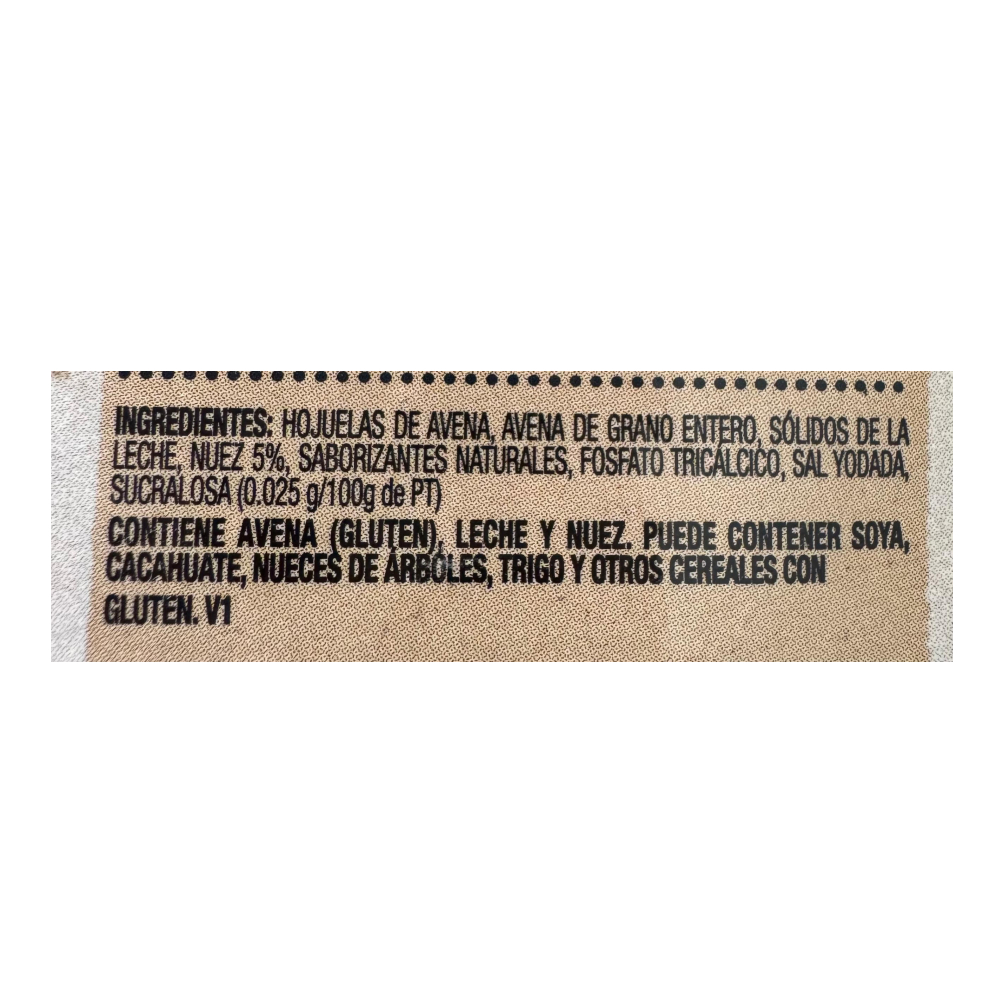 INGREDIENTES: HOJUELAS DE AVENA, AVENA DE GRANO ENTERO, SÓLIDOS DE LA
LECHE, NUEZ 5%, SABORIZANTES NATURALES, FOSFATO TRICÁLCICO, SAL YODADA,
SUCRALOSA (0.025 g/100g de PT)
CONTIENE AVENA (GLUTEN), LECHE Y NUEZ. PUEDE CONTENER SOYA,
CACAHUATE, NUECES DE ÁRBOLES, TRIGO Y OTROS CEREALES CON
GLUTEN. V1